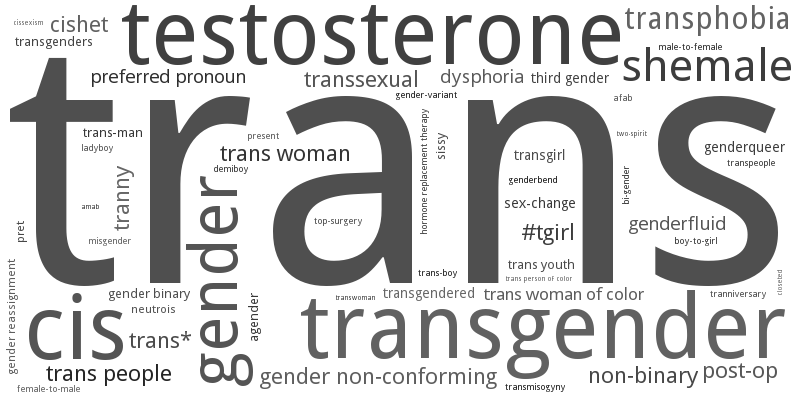 cissexism
cishet
testosterone
transphobia
transgenders
male-to-female
preferred pronoun
transsexual
dysphoria
third gender
shemale
gender-variant
afab
trans
trans-man
present
hormone replacement therapy
sissy
two-spirit
genderqueer
ladyboy
trans woman
transgirl
transpeople
demiboy
tranny
genderbend
bi-gender
amab
sex-change
top-surgery
genderfluid
pret
#tgirl
misgender
boy-to-girl
gender
trans youth
trans-boy
trans person of color
closeted
gender reassignment
gender binary
transwoman
transgendered
trans woman of color
tranniversary
neutrois
agender
cis
trans*
transgender
trans people
gender non-conforming
non-binary
post-op
female-to-male
transmisogyny